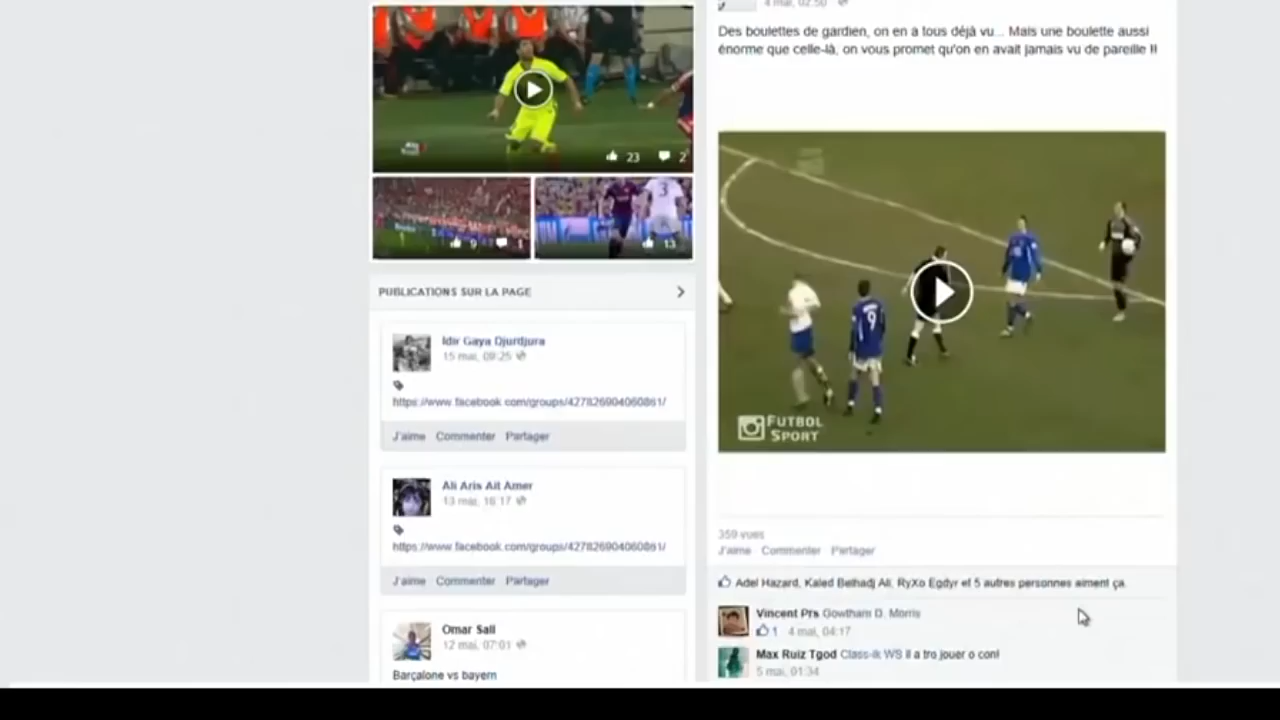 23
2
9
1
13
PUBLICATIONS SUR LA PAGE
Idir Gaya Djurdjura
15 mai, 09:25
https://www.facebook.com/groups/427826904060861/
J'aime Commenter Partager
Ali Aris Ait Amer
13 mai, 16:17
https://www.facebook.com/groups/427826904060861/
J'aime Commenter Partager
Omar Sall
12 mai, 07:01
Barçalone vs bayern
4 mai, 02:50
Des boulettes de gardien, on en a tous déjà vu... Mais une boulette aussi
énorme que celle-là, on vous promet qu'on en avait jamais vu de pareille !!
3
9
FUTBOL
SPORT
359 vues
J'aime Commenter Partager
Adel Hazard, Kaled Belhadj Ali, RyXo Egdyr et 5 autres personnes aiment ça.
Vincent Prs Gowtham D. Morris
1 4 mai, 04:17
Max Ruiz Tgod Class-ik WS il a tro jouer o con!
5 mai, 01:34